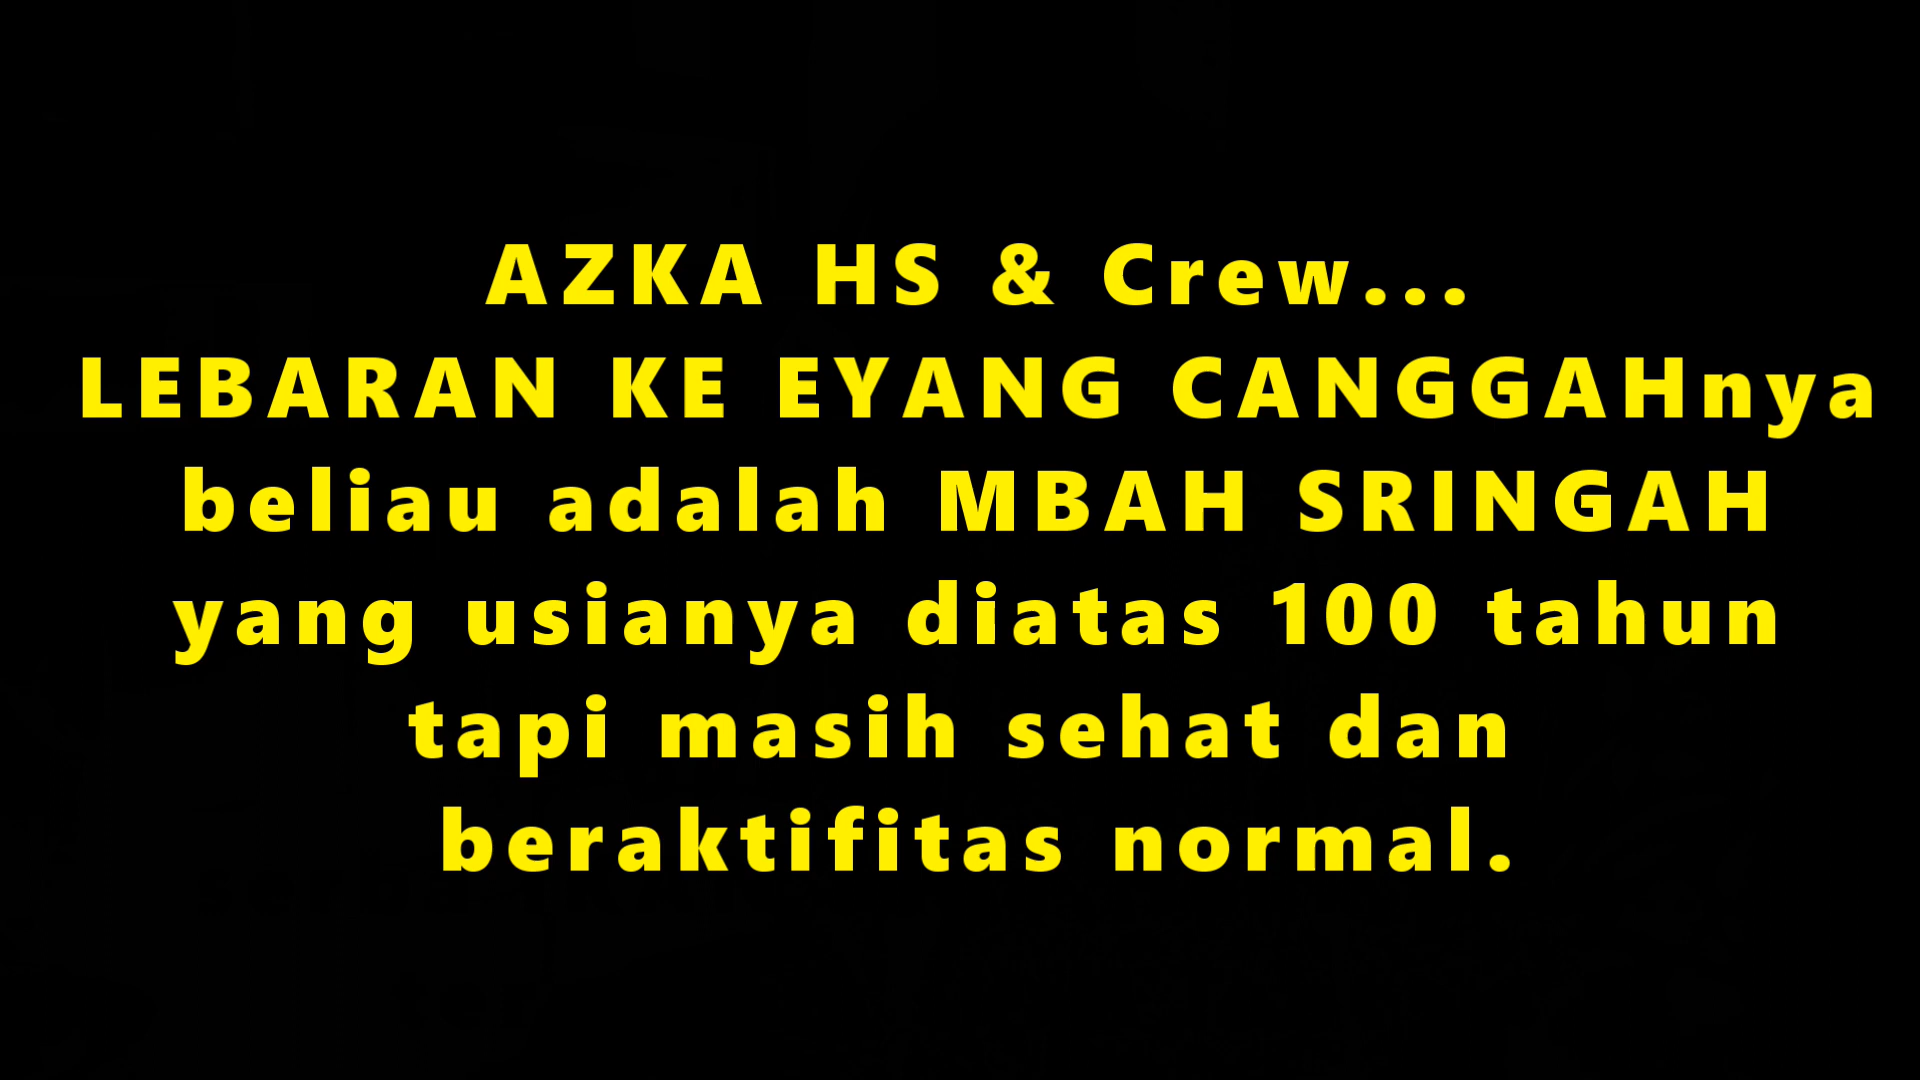 AZKA HS & Crew...
LEBARAN KE EYANG CANGGAHnya
beliau adalah MBAH SRINGAH
yang usianya diatas 100 tahun
tapi masih sehat dan
beraktifitas normal.